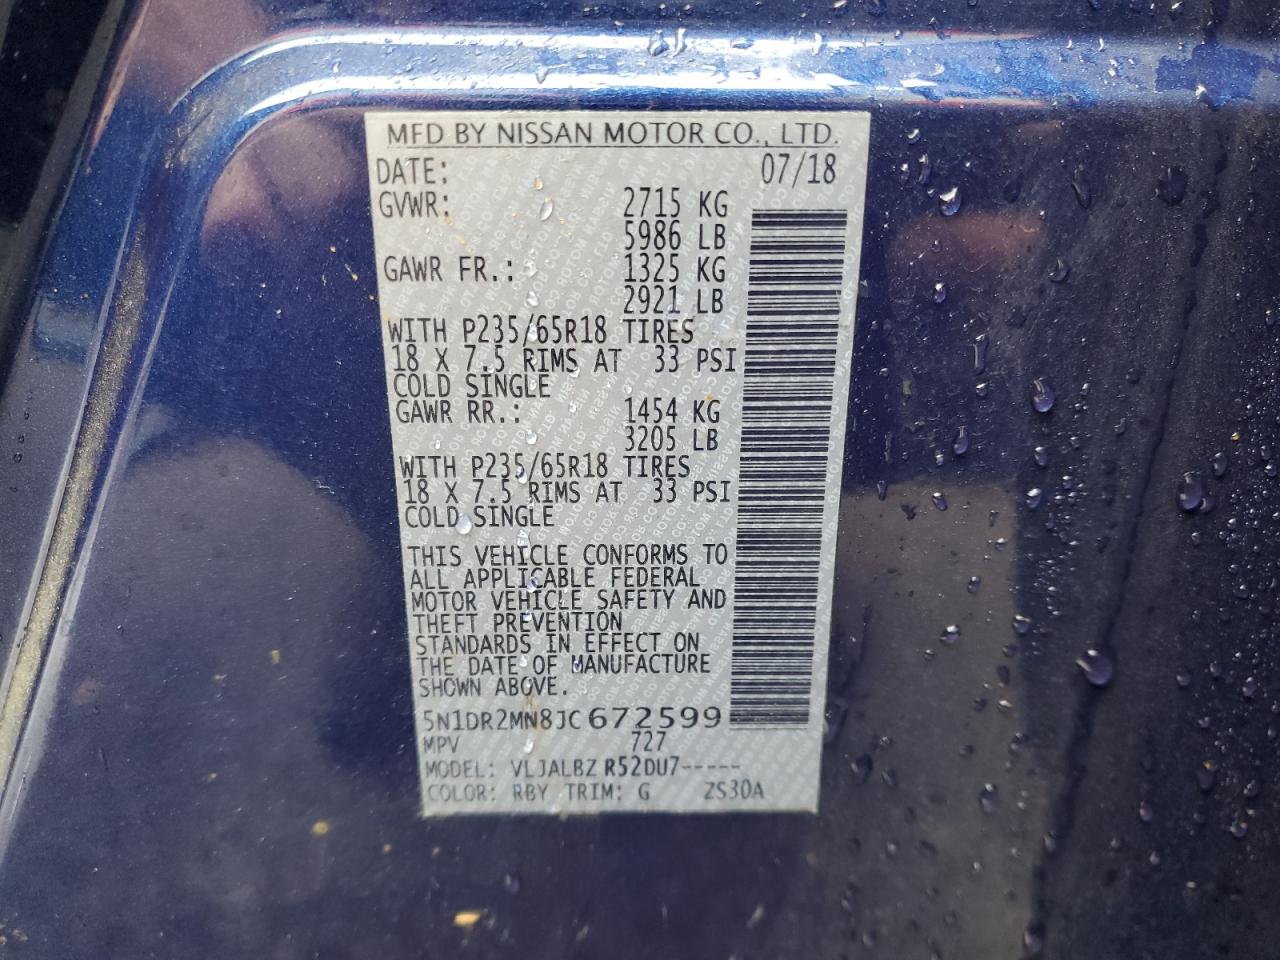 MFD BY NISSAN MOTOR CO., LTD.
DATE: 07/18
GVWR: 2715 KG
5986 LB
GAWR FR.: 1325 KG
2921 LB
WITH P235/65R18 TIRES
18 X 7.5 RIMS AT 33 PSI
COLD SINGLE
GAWR RR.: 1454 KG
3205 LB
WITH P235/65R18 TIRES
18 X 7.5 RIMS AT 33 PSI
COLD SINGLE
THIS VEHICLE CONFORMS TO
ALL APPLICABLE FEDERAL
MOTOR VEHICLE SAFETY AND
THEFT PREVENTION
STANDARDS IN EFFECT ON
THE DATE OF MANUFACTURE
SHOWN ABOVE.
5N1DR2MN8JC672599
MPV 727
MODEL: VLJALBZ R52DU7-----
COLOR: RBY TRIM: G ZS30A